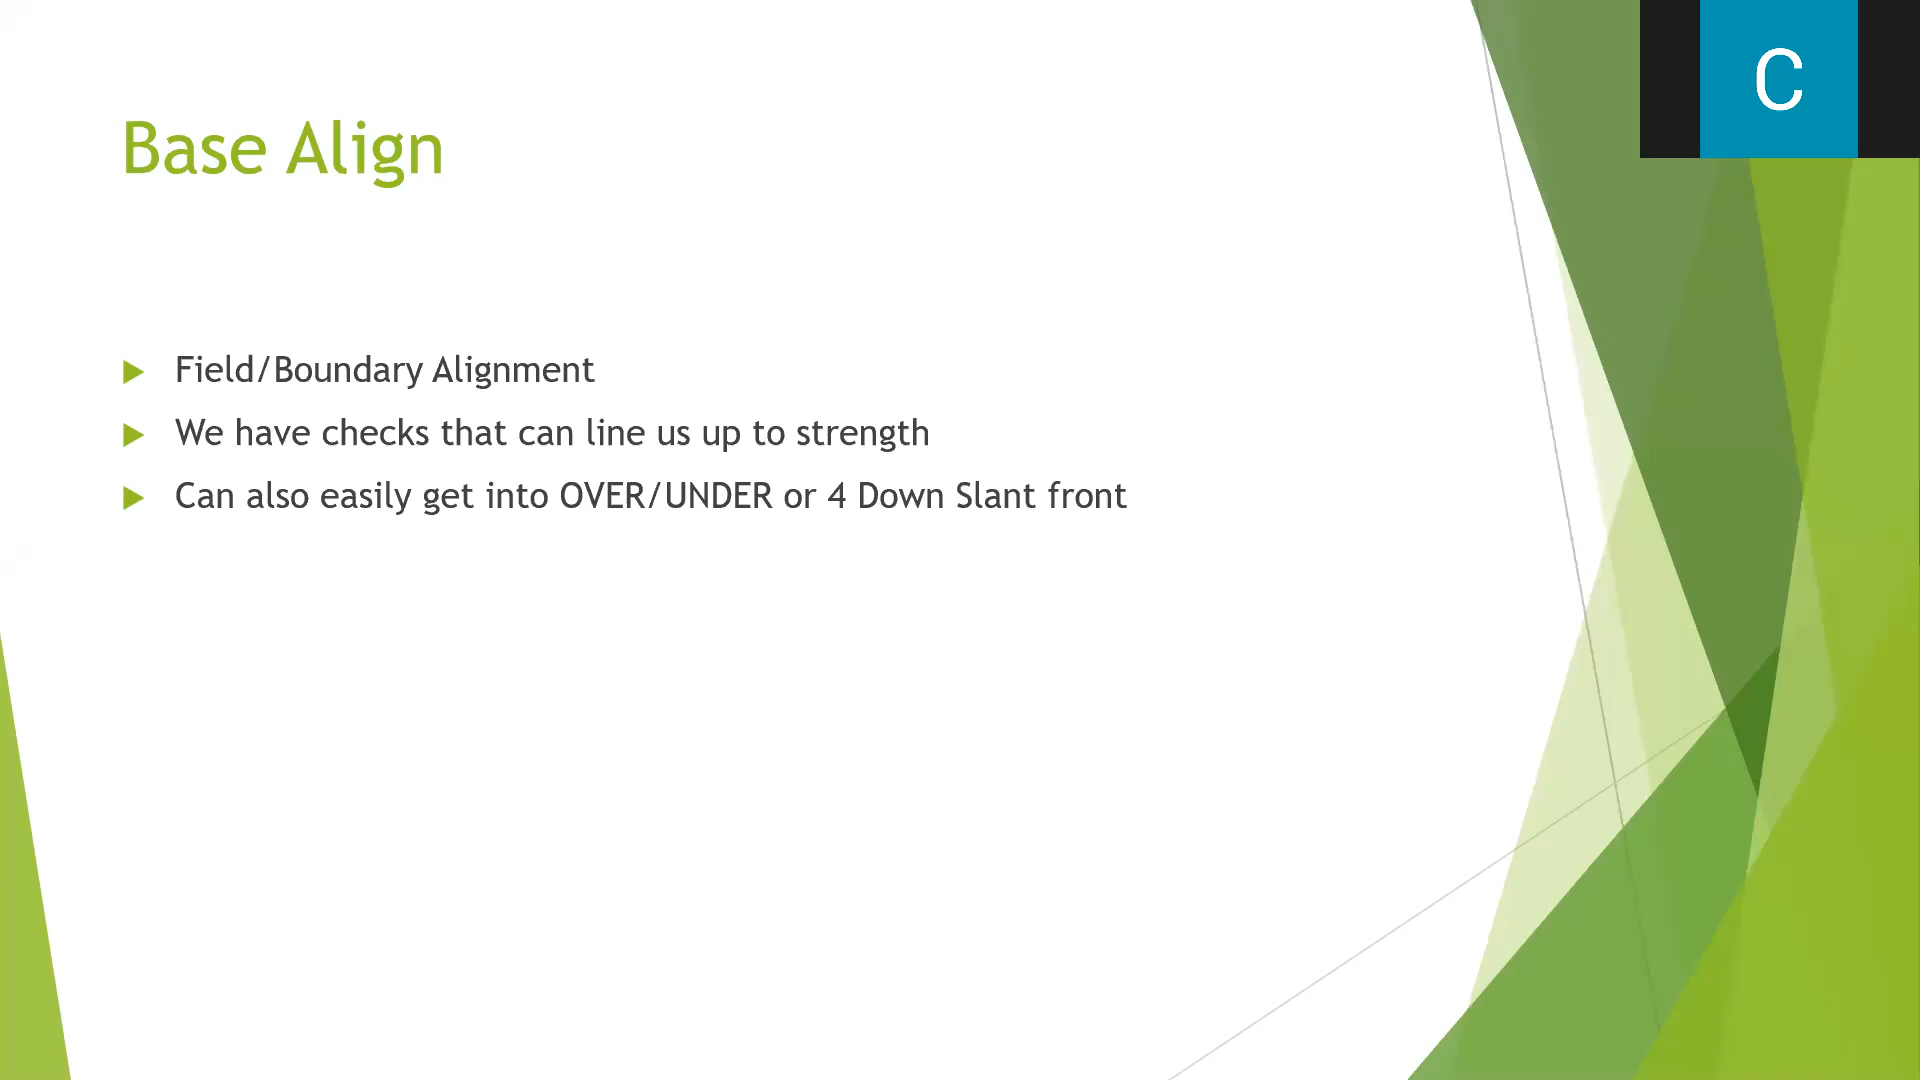 C
Base Align
Field/Boundary Alignment
We have checks that can line us up to strength
Can also easily get into OVER/UNDER or 4 Down Slant front